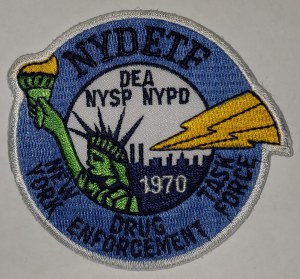 NYDETF
DEA
NYSP NYPD
1970
NEW YORK DRUG ENFORCEMENT TASK FORCE